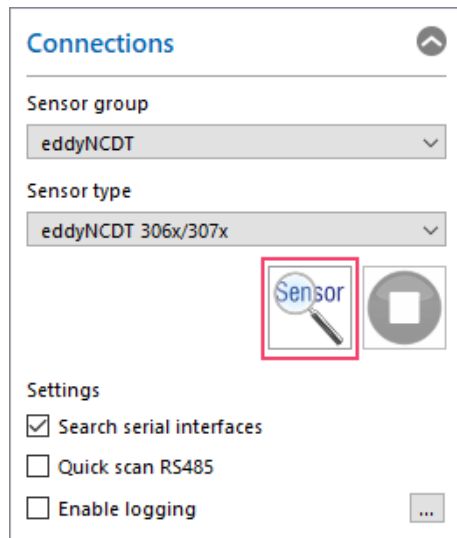 Connections
Sensor group
eddyNCDT
Sensor type
eddyNCDT 306x/307x
Sensor
Settings
Search serial interfaces
Quick scan RS485
Enable logging
...